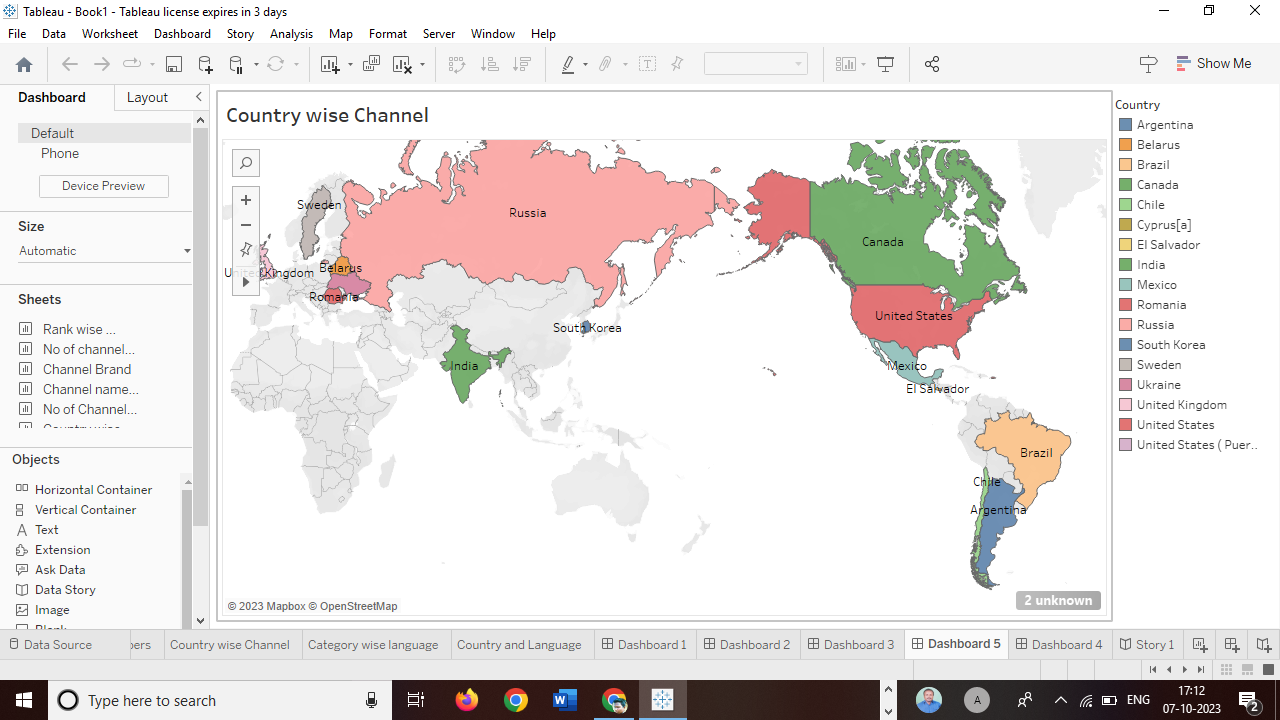 Tableau - Book1 - Tableau license expires in 3 days
File Data Worksheet Dashboard Story Analysis Map Format Server Window Help
Show Me
Dashboard
Layout
Default
Phone
Device Preview
Size
Automatic
Sheets
Rank wise ...
No of channel...
Channel Brand
Channel name...
No of Channel...
Objects
Horizontal Container
Vertical Container
Text
Extension
Ask Data
Data Story
Image
Country wise Channel
Sweden
Russia
Canada
United Kingdom
Belarus
Romania
South Korea
United States
India
Mexico
El Salvador
Brazil
Chile
Argentina
© 2023 Mapbox © OpenStreetMap
2 unknown
Country
Argentina
Belarus
Brazil
Canada
Chile
Cyprus[a]
El Salvador
India
Mexico
Romania
Russia
South Korea
Sweden
Ukraine
United Kingdom
United States
United States ( Puer..
Data Source
Country wise Channel
Category wise language
Country and Language
Dashboard 1
Dashboard 2
Dashboard 3
Dashboard 5
Dashboard 4
Story 1
Type here to search
W
A
ENG
17:12
07-10-2023
2